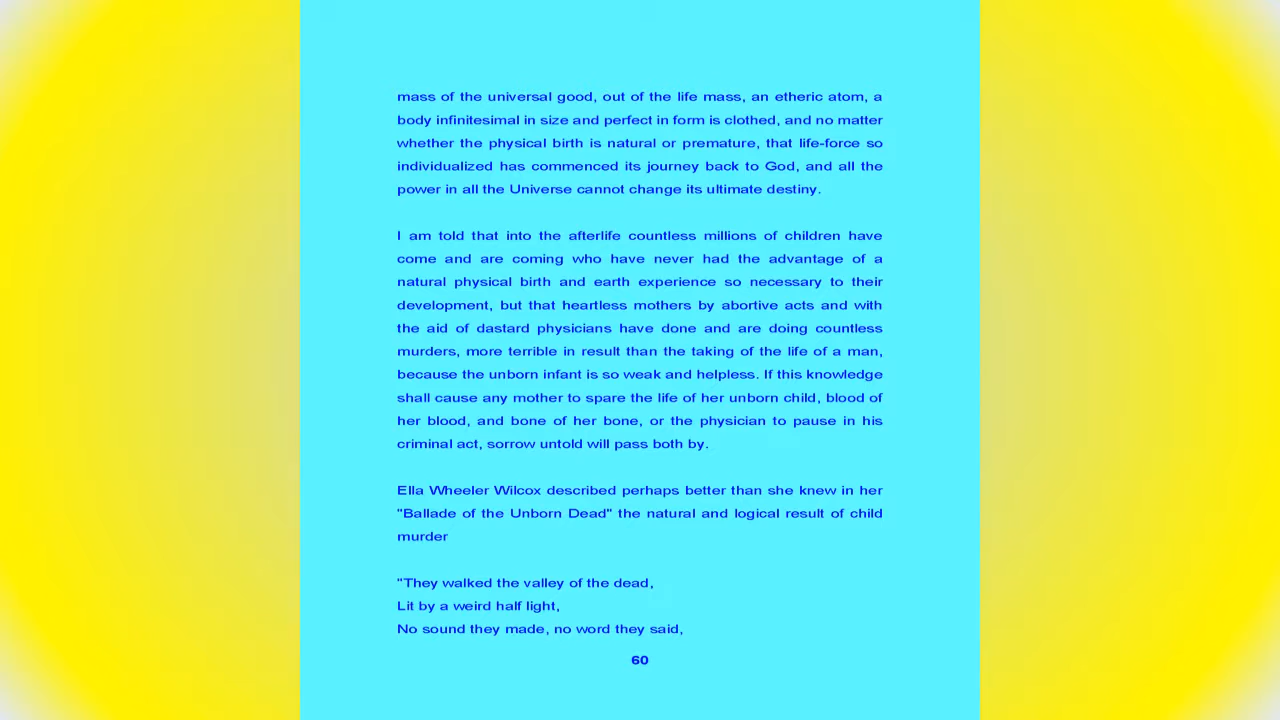 mass of the universal good, out of the life mass, an etheric atom, a
body infinitesimal in size and perfect in form is clothed, and no matter
whether the physical birth is natural or premature, that life-force so
individualized has commenced its journey back to God, and all the
power in all the Universe cannot change its ultimate destiny.
I am told that into the afterlife countless millions of children have
come and are coming who have never had the advantage of a
natural physical birth and earth experience so necessary to their
development, but that heartless mothers by abortive acts and with
the aid of dastard physicians have done and are doing countless
murders, more terrible in result than the taking of the life of a man,
because the unborn infant is so weak and helpless. If this knowledge
shall cause any mother to spare the life of her unborn child, blood of
her blood, and bone of her bone, or the physician to pause in his
criminal act, sorrow untold will pass both by.
Ella Wheeler Wilcox described perhaps better than she knew in her
"Ballade of the Unborn Dead" the natural and logical result of child
murder
"They walked the valley of the dead,
Lit by a weird half light,
No sound they made, no word they said,
60